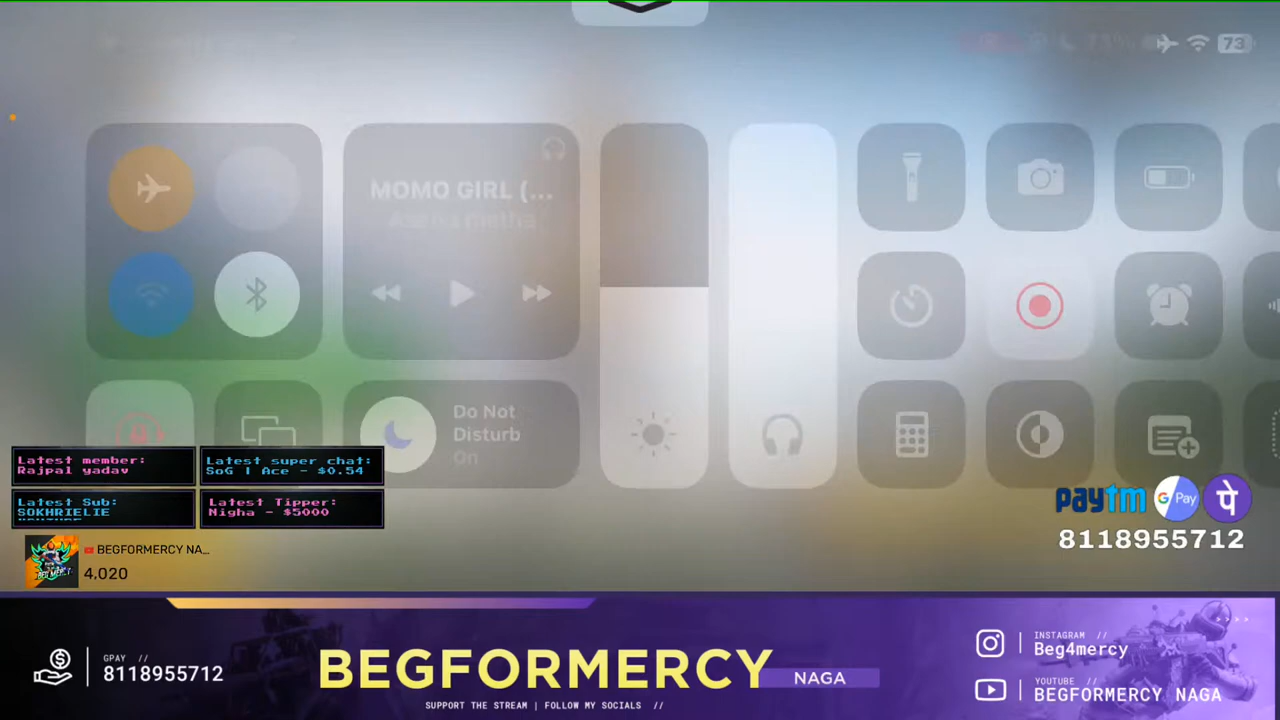 73
MOMO GIRL (...
Do Not
Disturb
On
Latest member:
Rajpal yadav
Latest super chat:
SoG | Ace - $0.54
Latest Sub:
SOKHRIELIE
Latest Tipper:
Nigha - $5000
BEGFORMERCY NA...
4,020
paytm
G Pay
पे
8118955712
GPAY //
8118955712
BEGFORMERCY
NAGA
SUPPORT THE STREAM | FOLLOW MY SOCIALS //
>>>>
INSTAGRAM //
Beg4mercy
YOUTUBE //
BEGFORMERCY NAGA